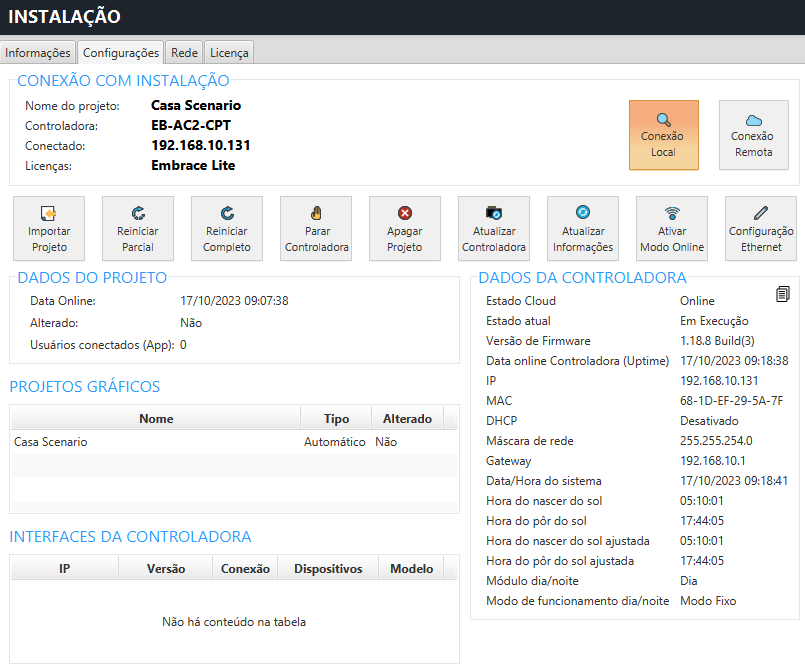 INSTALAÇÃO
Informações Configurações Rede Licença
CONEXÃO COM INSTALAÇÃO
Nome do projeto: Casa Scenario
Controladora: EB-AC2-CPT
Conectado: 192.168.10.131
Licenças: Embrace Lite
Conexão
Local
Conexão
Remota
Importar
Projeto
Reiniciar
Parcial
Reiniciar
Completo
Parar
Controladora
Apagar
Projeto
Atualizar
Controladora
Atualizar
Informações
Ativar
Modo Online
Configuração
Ethernet
DADOS DO PROJETO
Data Online: 17/10/2023 09:07:38
Alterado: Não
Usuários conectados (App): 0
PROJETOS GRÁFICOS
Nome Tipo Alterado
Casa Scenario Automático Não
INTERFACES DA CONTROLADORA
IP Versão Conexão Dispositivos Modelo
Não há conteúdo na tabela
DADOS DA CONTROLADORA
Estado Cloud Online
Estado atual Em Execução
Versão de Firmware 1.18.8 Build(3)
Data online Controladora (Uptime) 17/10/2023 09:18:38
IP 192.168.10.131
MAC 68-1D-EF-29-5A-7F
DHCP Desativado
Máscara de rede 255.255.254.0
Gateway 192.168.10.1
Data/Hora do sistema 17/10/2023 09:18:41
Hora do nascer do sol 05:10:01
Hora do pôr do sol 17:44:05
Hora do nascer do sol ajustada 05:10:01
Hora do pôr do sol ajustada 17:44:05
Módulo dia/noite Dia
Modo de funcionamento dia/noite Modo Fixo